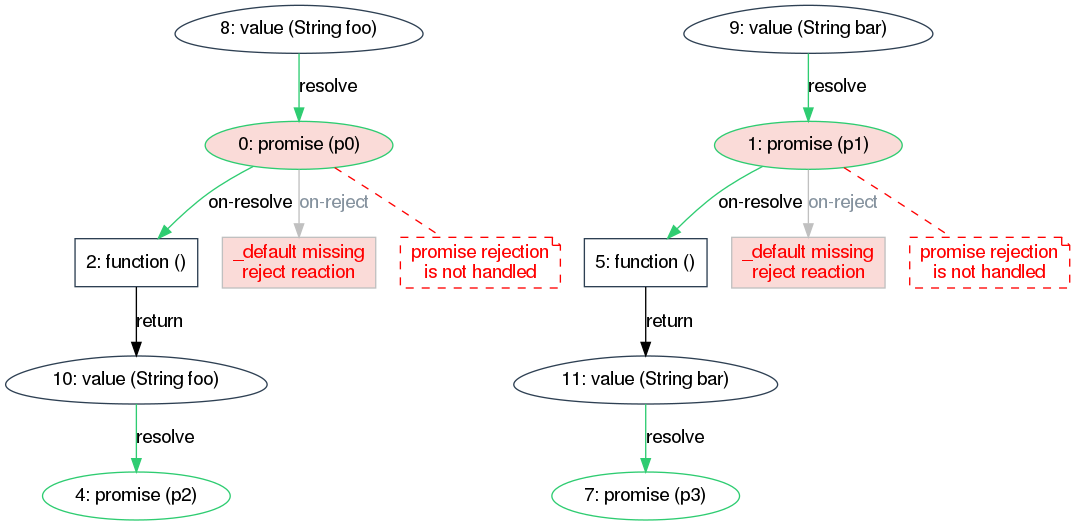 8: value (String foo)
9: value (String bar)
resolve
resolve
0: promise (p0)
1: promise (p1)
on-resolve
on-reject
on-resolve
on-reject
2: function ()
_default missing
reject reaction
promise rejection
is not handled
5: function ()
_default missing
reject reaction
promise rejection
is not handled
return
return
10: value (String foo)
11: value (String bar)
resolve
resolve
4: promise (p2)
7: promise (p3)